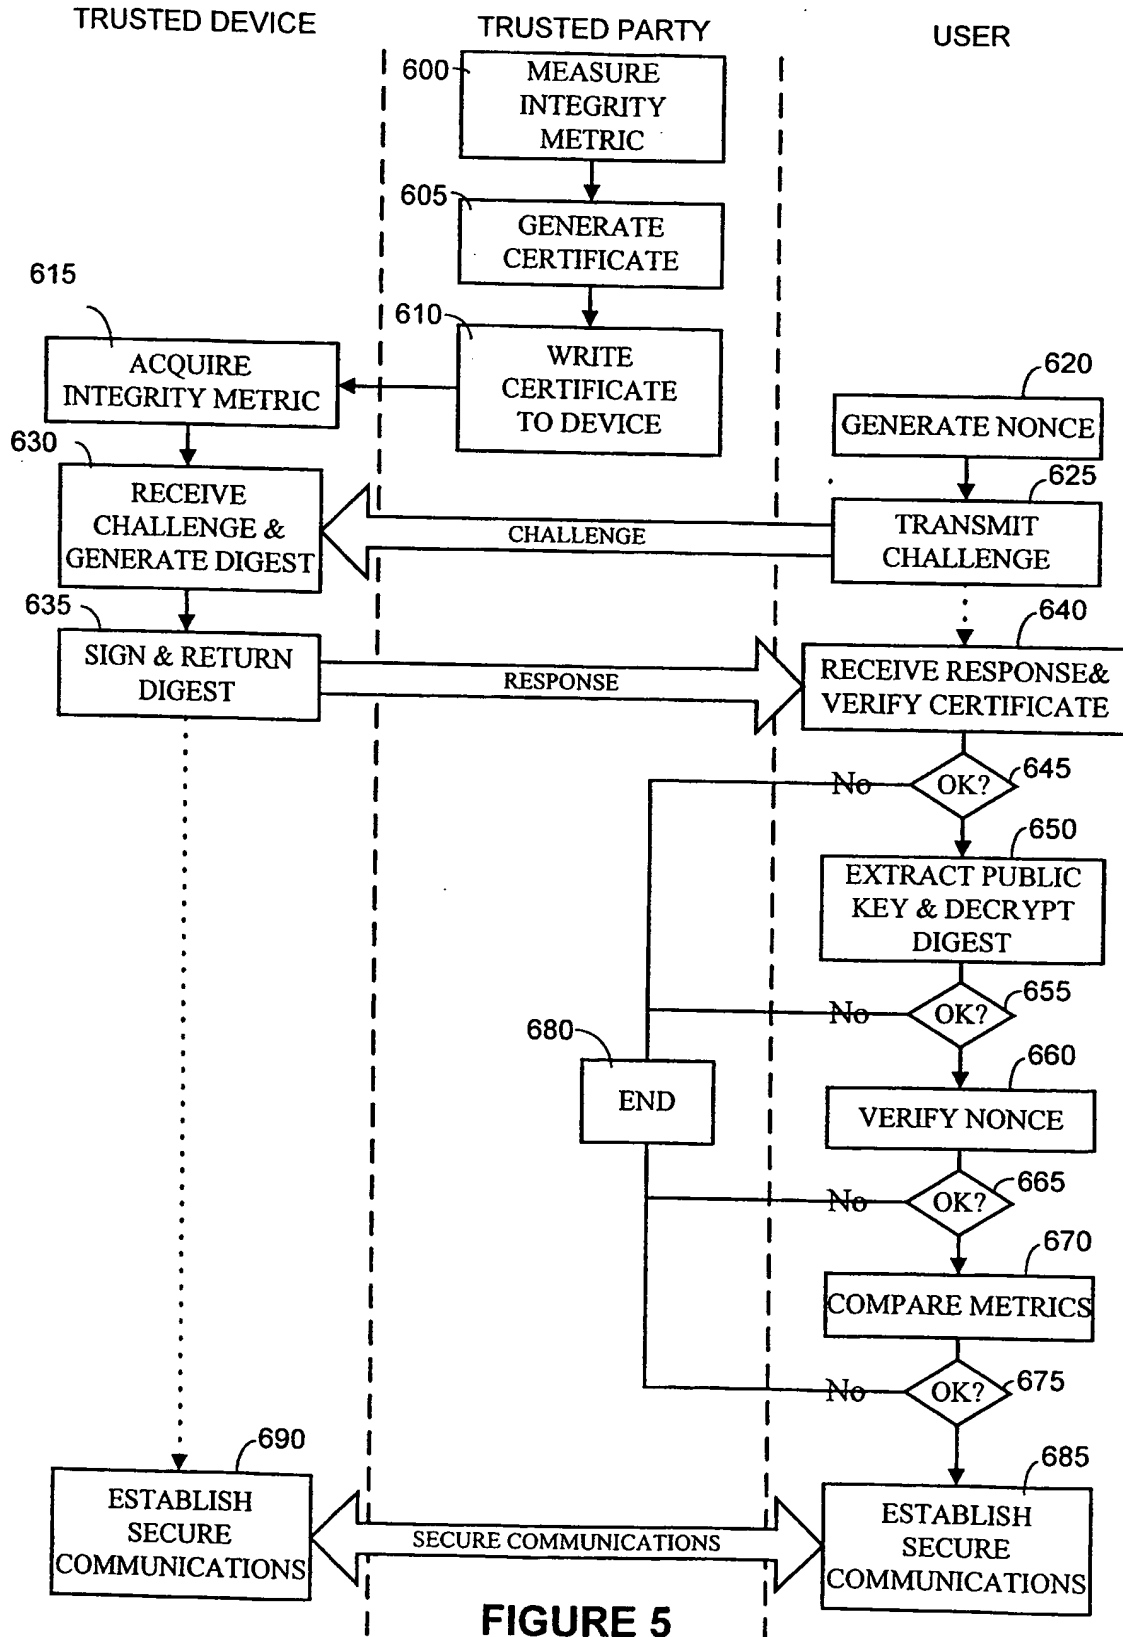 TRUSTED DEVICE
TRUSTED PARTY
USER
600
MEASURE
INTEGRITY
METRIC
605
GENERATE
CERTIFICATE
610
WRITE
CERTIFICATE
TO DEVICE
615
ACQUIRE
INTEGRITY METRIC
620
GENERATE NONCE
625
TRANSMIT
CHALLENGE
CHALLENGE
630
RECEIVE
CHALLENGE &
GENERATE DIGEST
635
SIGN & RETURN
DIGEST
RESPONSE
640
RECEIVE RESPONSE&
VERIFY CERTIFICATE
645
OK?
No
650
EXTRACT PUBLIC
KEY & DECRYPT
DIGEST
655
OK?
No
680
END
660
VERIFY NONCE
665
OK?
No
670
COMPARE METRICS
675
OK?
No
690
ESTABLISH
SECURE
COMMUNICATIONS
SECURE COMMUNICATIONS
685
ESTABLISH
SECURE
COMMUNICATIONS
FIGURE 5